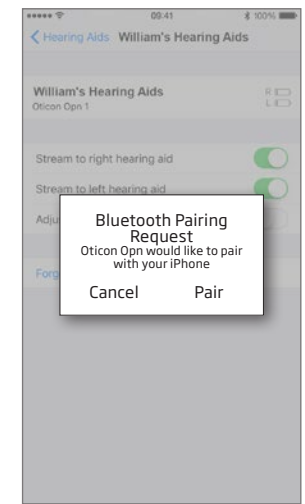 09:41 100%
Hearing Aids William's Hearing Aids
William's Hearing Aids R
Oticon Opn 1 L
Stream to right hearing aid
Stream to left hearing aid
Bluetooth Pairing
Request
Oticon Opn would like to pair
with your iPhone
Cancel Pair